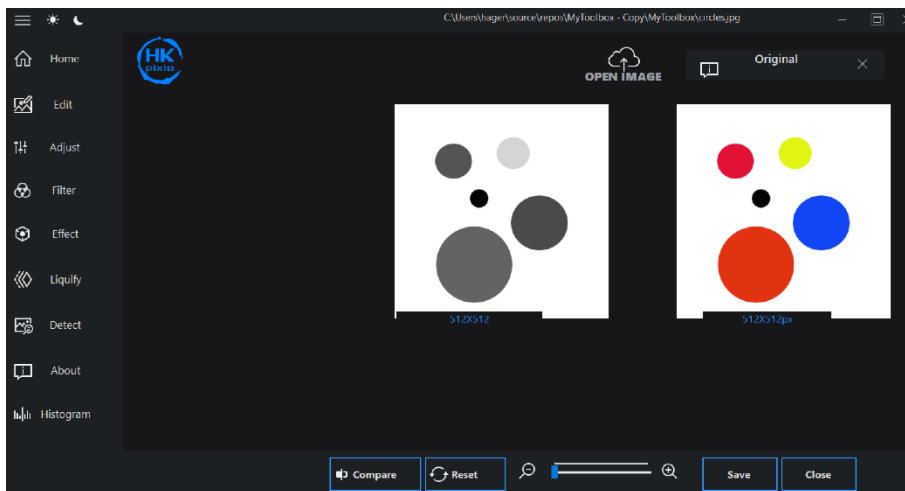 C:\Users\hager\source\repos\MyToolbox - Copy\MyToolbox\circles.jpg
Home
HK
pixle
OPEN IMAGE
Original
Edit
Adjust
Filter
Effect
Liquify
512X512
512X512px
Detect
About
Histogram
Compare
Reset
Save
Close